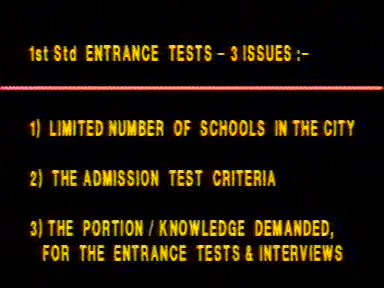 1st Std ENTRANCE TESTS - 3 ISSUES :-
1) LIMITED NUMBER OF SCHOOLS IN THE CITY
2) THE ADMISSION TEST CRITERIA
3) THE PORTION / KNOWLEDGE DEMANDED,
FOR THE ENTRANCE TESTS & INTERVIEWS